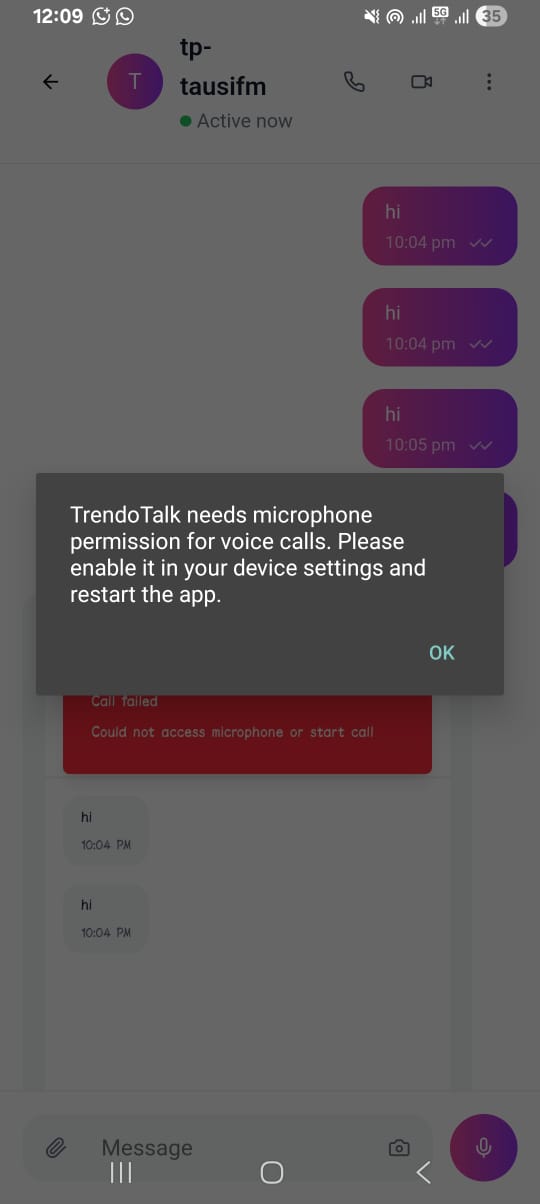 12:09
5G
35
T
tp-
tausifm
Active now
hi
10:04 pm
hi
10:04 pm
hi
10:05 pm
TrendoTalk needs microphone
permission for voice calls. Please
enable it in your device settings and
restart the app.
OK
Call failed
Could not access microphone or start call
hi
10:04 PM
hi
10:04 PM
Message